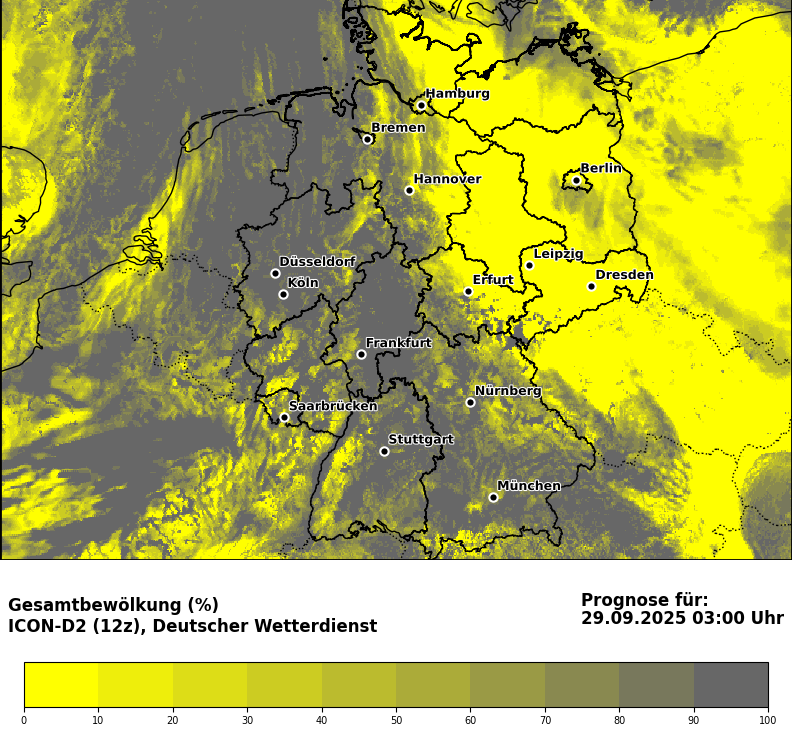 Hamburg
Bremen
Berlin
Hannover
Leipzig
Düsseldorf
Dresden
Erfurt
Köln
Frankfurt
Nürnberg
Saarbrücken
Stuttgart
München
Gesamtbewölkung (%)
ICON-D2 (12z), Deutscher Wetterdienst
Prognose für:
29.09.2025 03:00 Uhr
0 10 20 30 40 50 60 70 80 90 100